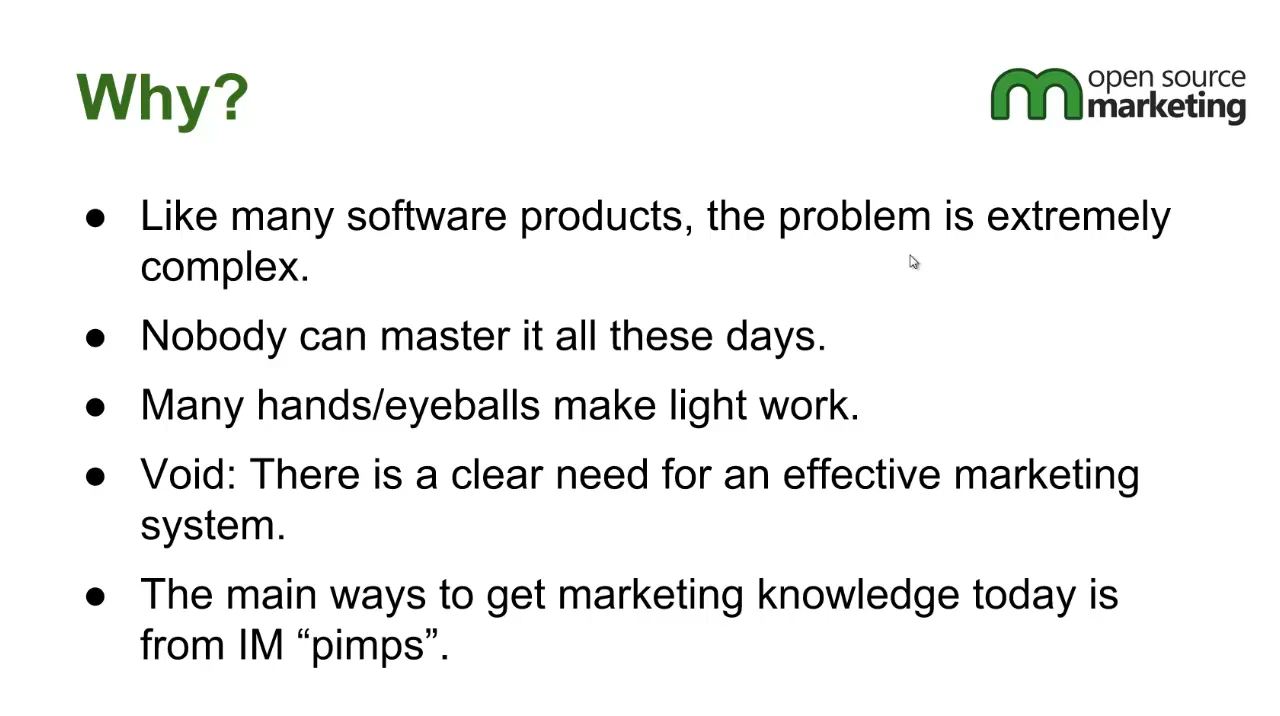 Why?
open source
marketing
● Like many software products, the problem is extremely
complex.
● Nobody can master it all these days.
● Many hands/eyeballs make light work.
● Void: There is a clear need for an effective marketing
system.
● The main ways to get marketing knowledge today is
from IM “pimps”.